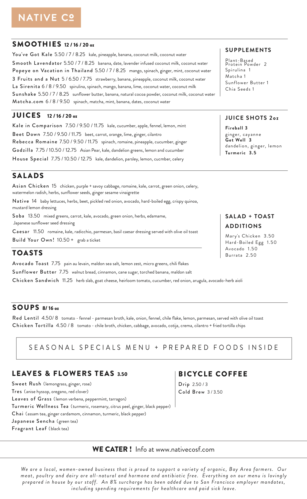 NATIVE Cº
SMOOTHIES 12 / 16 / 20 oz
You've Got Kale 5.50 / 7 / 8.25 kale, pineapple, banana, coconut milk, coconut water
Smooth Lavendator 5.50 / 7 / 8.25 banana, date, lavender infused coconut milk, coconut water
Papaya on Vacation in Thailand 5.50 / 7 / 8.25 mango, spinach, ginger, mint, coconut water
3 Fruits and a Nut 5 / 6.50 / 7.75 strawberry, banana, pineapple, coconut milk, coconut water
La Sirenita 6 / 8 / 9.50 spirulina, spinach, mango, banana, lime, coconut water, coconut milk
Sunshake 5.50 / 7 / 8.25 sunflower butter, banana, natural cocoa powder, coconut milk, coconut water
Matcha.com 6 / 8 / 9.50 spinach, matcha, mint, banana, dates, coconut water
SUPPLEMENTS
Plant-Based
Protein Powder 2
Spirulina 1
Matcha 1
Sunflower Butter 1
Chia Seeds 1
JUICES 12 / 16 / 20 oz
Kale in Comparison 7.50 / 9.50 / 11.75 kale, cucumber, apple, fennel, lemon, mint
Beet Down 7.50 / 9.50 / 11.75 beet, carrot, orange, lime, ginger, cilantro
Rebecca Romaine 7.50 / 9.50 / 11.75 spinach, romaine, pineapple, cucumber, ginger
Godzilla 7.75 / 10.50 / 12.75 Asian Pear, kale, dandelion greens, lemon and cucumber
House Special 7.75 / 10.50 / 12.75 kale, dandelion, parsley, lemon, cucumber, celery
JUICE SHOTS 2oz
Fireball 3
ginger, cayenne
Gut Well 3
dandelion, ginger, lemon
Turmeric 3.5
SALADS
Asian Chicken 15 chicken, purple + savoy cabbage, romaine, kale, carrot, green onion, celery,
watermelon radish, herbs, sunflower seeds, ginger sesame vinegrette
Native 14 baby lettuces, herbs, beet, pickled red onion, avocado, hard-boiled egg, crispy quinoa,
mustard lemon dressing
Soba 13.50 mixed greens, carrot, kale, avocado, green onion, herbs, edamame,
Japanese sunflower seed dressing
Caesar 11.50 romaine, kale, radicchio, parmesan, basil caesar dressing served with olive oil toast
Build Your Own! 10.50 + grab a ticket
SALAD + TOAST
ADDITIONS
Mary's Chicken 3.50
Hard-Boiled Egg 1.50
Avocado 1.50
Burrata 2.50
TOASTS
Avocado Toast 7.75 pain au levain, maldon sea salt, lemon zest, micro greens, chili flakes
Sunflower Butter 7.75 walnut bread, cinnamon, cane sugar, torched banana, maldon salt
Chicken Sandwich 11.25 herb slab, goat cheese, heirloom tomato, cucumber, red onion, arugula, avocado-herb aioli
SOUPS 8/16 oz
Red Lentil 4.50/ 8 tomato - fennel - parmesan broth, kale, onion, fennel, chile flake, lemon, parmesan, served with olive oil toast
Chicken Tortilla 4.50 / 8 tomato - chile broth, chicken, cabbage, avocado, cotija, crema, cilantro + fried tortilla chips
SEASONAL SPECIALS MENU + PREPARED FOODS INSIDE
LEAVES & FLOWERS TEAS 3.50
Sweet Rush (lemongrass, ginger, rose)
Tres (anise hyssop, oregano, red clover)
Leaves of Grass (lemon verbena, peppermint, tarragon)
Turmeric Wellness Tea (turmeric, rosemary, citrus peel, ginger, black pepper)
Chai (assam tea, ginger cardamom, cinnamon, turmeric, black pepper)
Japanese Sencha (green tea)
Fragrant Leaf (black tea)
BICYCLE COFFEE
Drip 2.50 / 3
Cold Brew 3 / 3.50
WE CATER ! Info at www.nativecosf.com
We are a local, women-owned business that is proud to support a variety of organic, Bay Area farmers. Our
meat, poultry and dairy are all-natural and hormone and antibiotic free. Everything on our menu is lovingly
prepared in house by our staff. An 8% surcharge has been added due to San Francisco employer mandates,
including spending requirements for healthcare and paid sick leave.